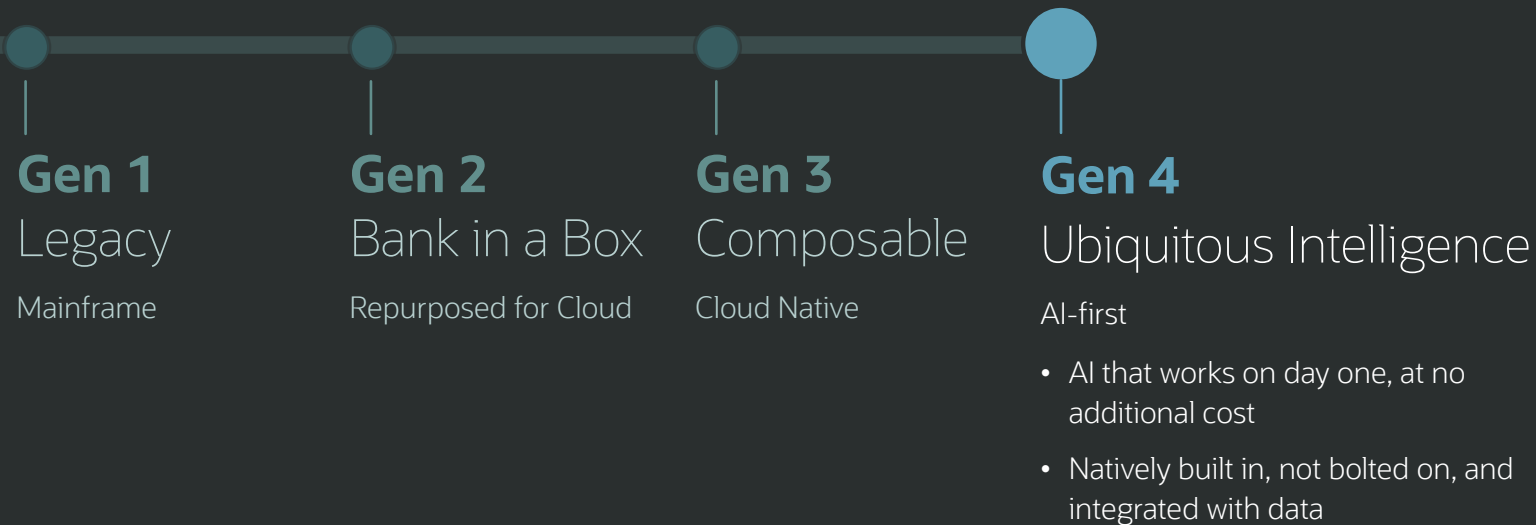 Gen 1
Legacy
Mainframe
Gen 2
Bank in a Box
Repurposed for Cloud
Gen 3
Composable
Cloud Native
Gen 4
Ubiquitous Intelligence
AI-first
• AI that works on day one, at no
additional cost
• Natively built in, not bolted on, and
integrated with data